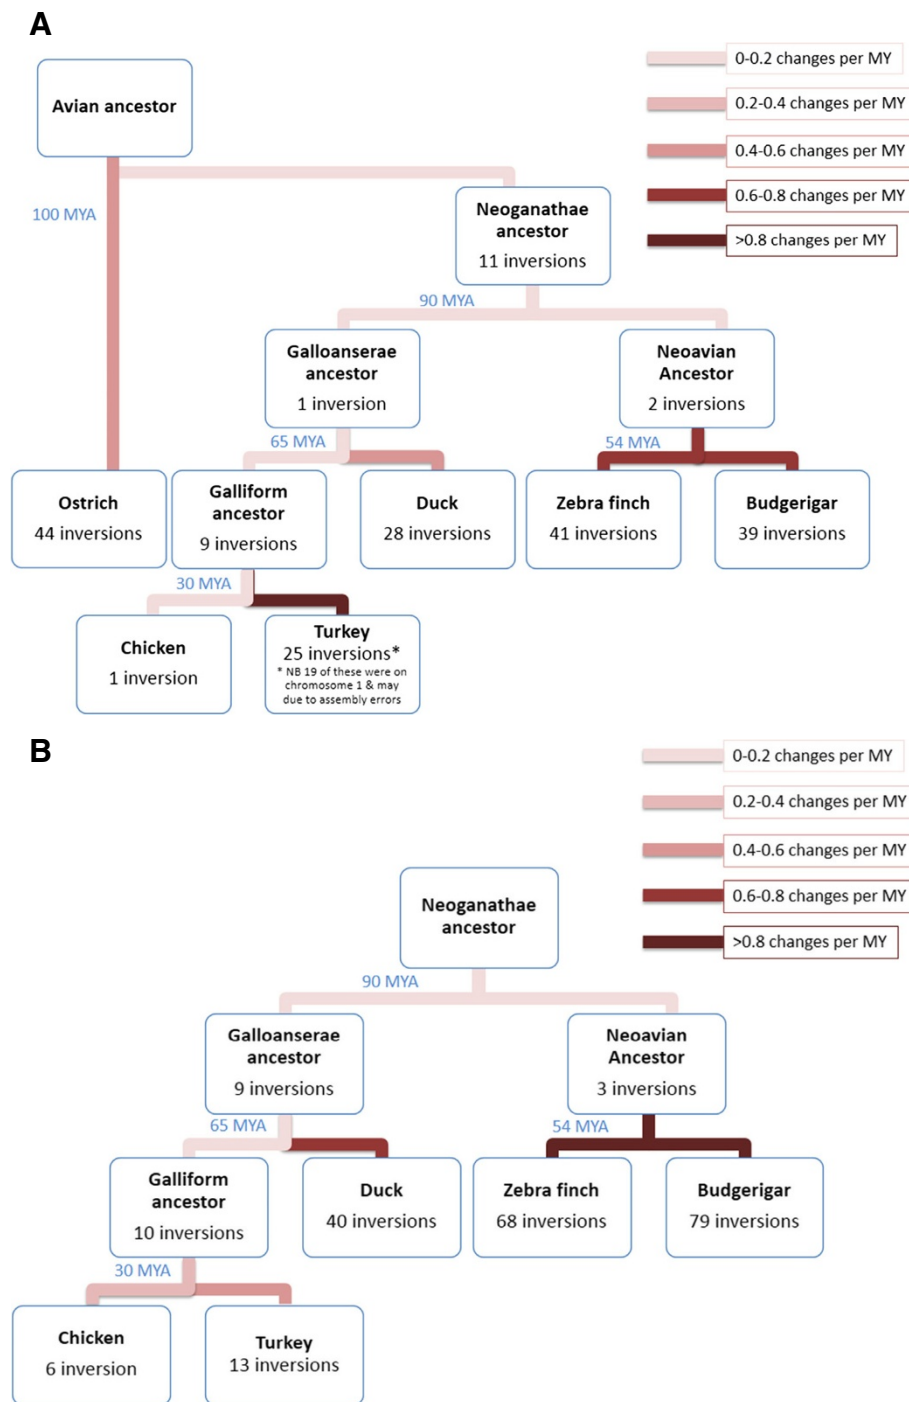 A
Avian ancestor
0-0.2 changes per MY
0.2-0.4 changes per MY
0.4-0.6 changes per MY
0.6-0.8 changes per MY
>0.8 changes per MY
100 MYA
Neoganathae
ancestor
11 inversions
90 MYA
Galloanserae
ancestor
1 inversion
Neoavian
Ancestor
2 inversions
65 MYA
54 MYA
Ostrich
44 inversions
Galliform
ancestor
9 inversions
Duck
28 inversions
Zebra finch
41 inversions
Budgerigar
39 inversions
30 MYA
Chicken
1 inversion
Turkey
25 inversions*
* NB 19 of these were on
chromosome 1 & may
due to assembly errors
B
0-0.2 changes per MY
0.2-0.4 changes per MY
0.4-0.6 changes per MY
0.6-0.8 changes per MY
>0.8 changes per MY
Neoganathae
ancestor
90 MYA
Galloanserae
ancestor
9 inversions
Neoavian
Ancestor
3 inversions
65 MYA
54 MYA
Galliform
ancestor
10 inversions
Duck
40 inversions
Zebra finch
68 inversions
Budgerigar
79 inversions
30 MYA
Chicken
6 inversion
Turkey
13 inversions